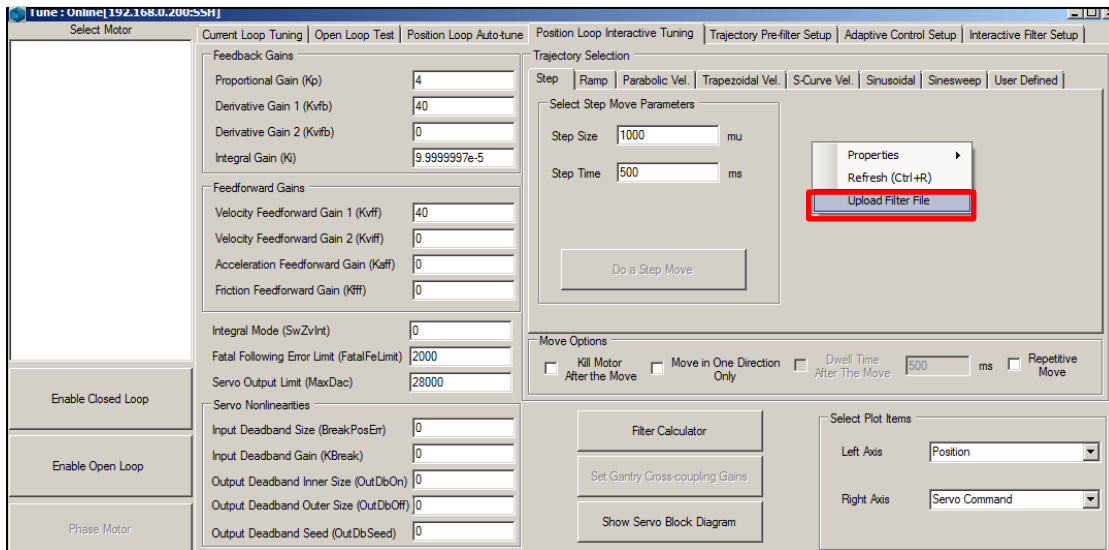 Tune : Online[192.168.0.200:SSH]
Select Motor
Current Loop Tuning
Open Loop Test
Position Loop Auto-tune
Position Loop Interactive Tuning
Trajectory Pre-filter Setup
Adaptive Control Setup
Interactive Filter Setup
Feedback Gains
Proportional Gain (Kp) 4
Derivative Gain 1 (Kvfb) 40
Derivative Gain 2 (Kvifb) 0
Integral Gain (Ki) 9.9999997e-5
Feedforward Gains
Velocity Feedforward Gain 1 (Kvff) 40
Velocity Feedforward Gain 2 (Kviff) 0
Acceleration Feedforward Gain (Kaff) 0
Friction Feedforward Gain (Kfff) 0
Integral Mode (SwZvInt) 0
Fatal Following Error Limit (FatalFeLimit) 2000
Servo Output Limit (MaxDac) 28000
Servo Nonlinearities
Input Deadband Size (BreakPosErr) 0
Input Deadband Gain (KBreak) 0
Output Deadband Inner Size (OutDbOn) 0
Output Deadband Outer Size (OutDbOff) 0
Output Deadband Seed (OutDbSeed) 0
Enable Closed Loop
Enable Open Loop
Phase Motor
Trajectory Selection
Step
Ramp
Parabolic Vel.
Trapezoidal Vel.
S-Curve Vel.
Sinusoidal
Sinesweep
User Defined
Select Step Move Parameters
Step Size 1000 mu
Step Time 500 ms
Do a Step Move
Properties
Refresh (Ctrl+R)
Upload Filter File
Move Options
Kill Motor
After the Move
Move in One Direction
Only
Dwell Time
After The Move
500 ms
Repetitive
Move
Filter Calculator
Set Gantry Cross-coupling Gains
Show Servo Block Diagram
Select Plot Items
Left Axis Position
Right Axis Servo Command